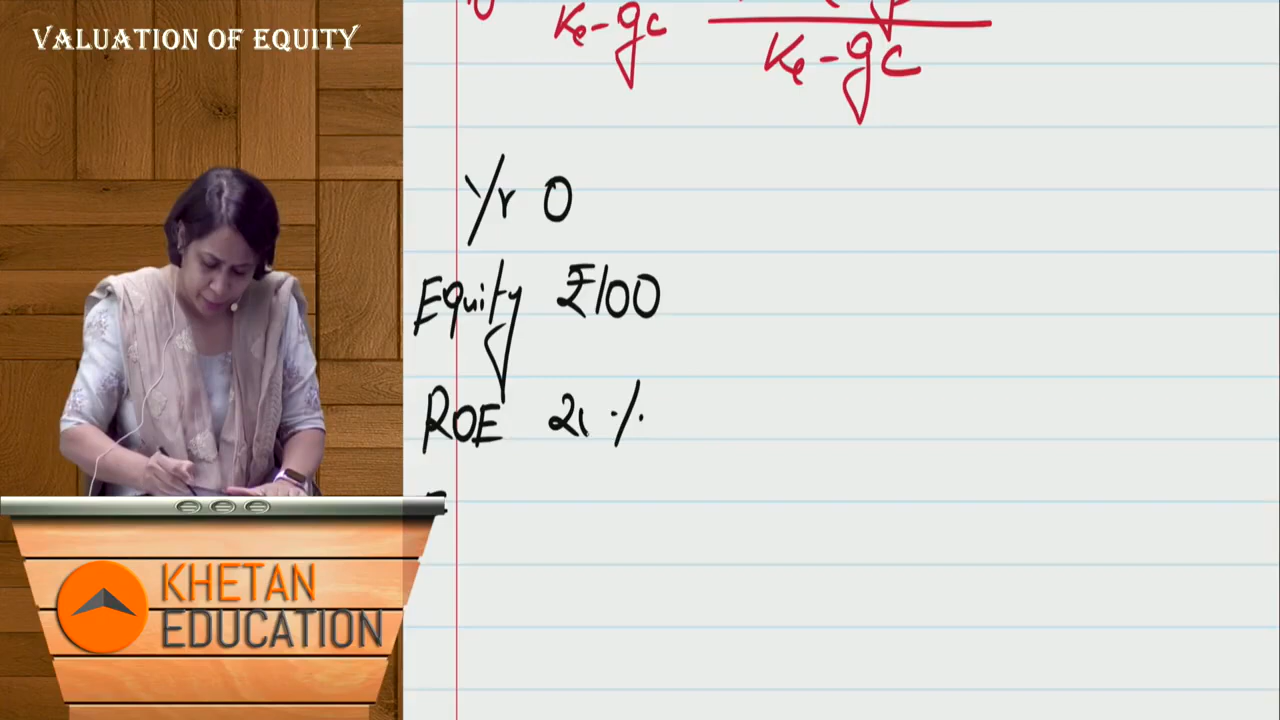 VALUATION OF EQUITY
Ke-gc
Ke-gc
Yr 0
Equity ₹100
ROE 21 %
KHETAN
EDUCATION